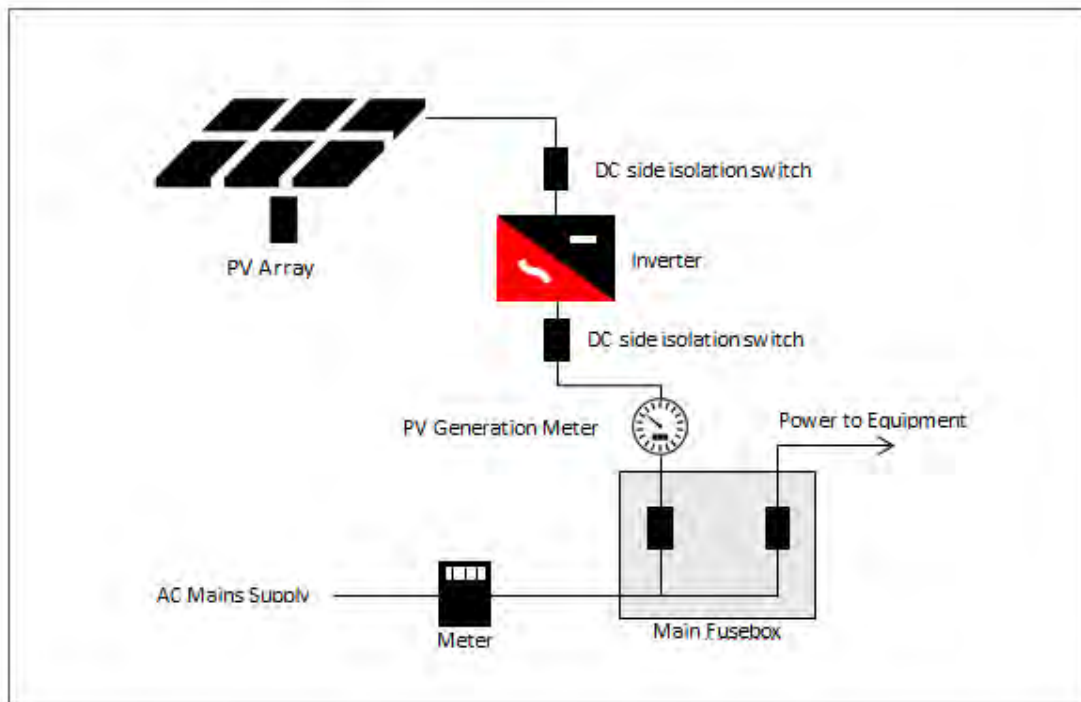 DC side isolation switch
PV Array
Inverter
DC side isolation switch
PV Generation Meter
Power to Equipment
AC Mains Supply
Meter
Main Fusebox